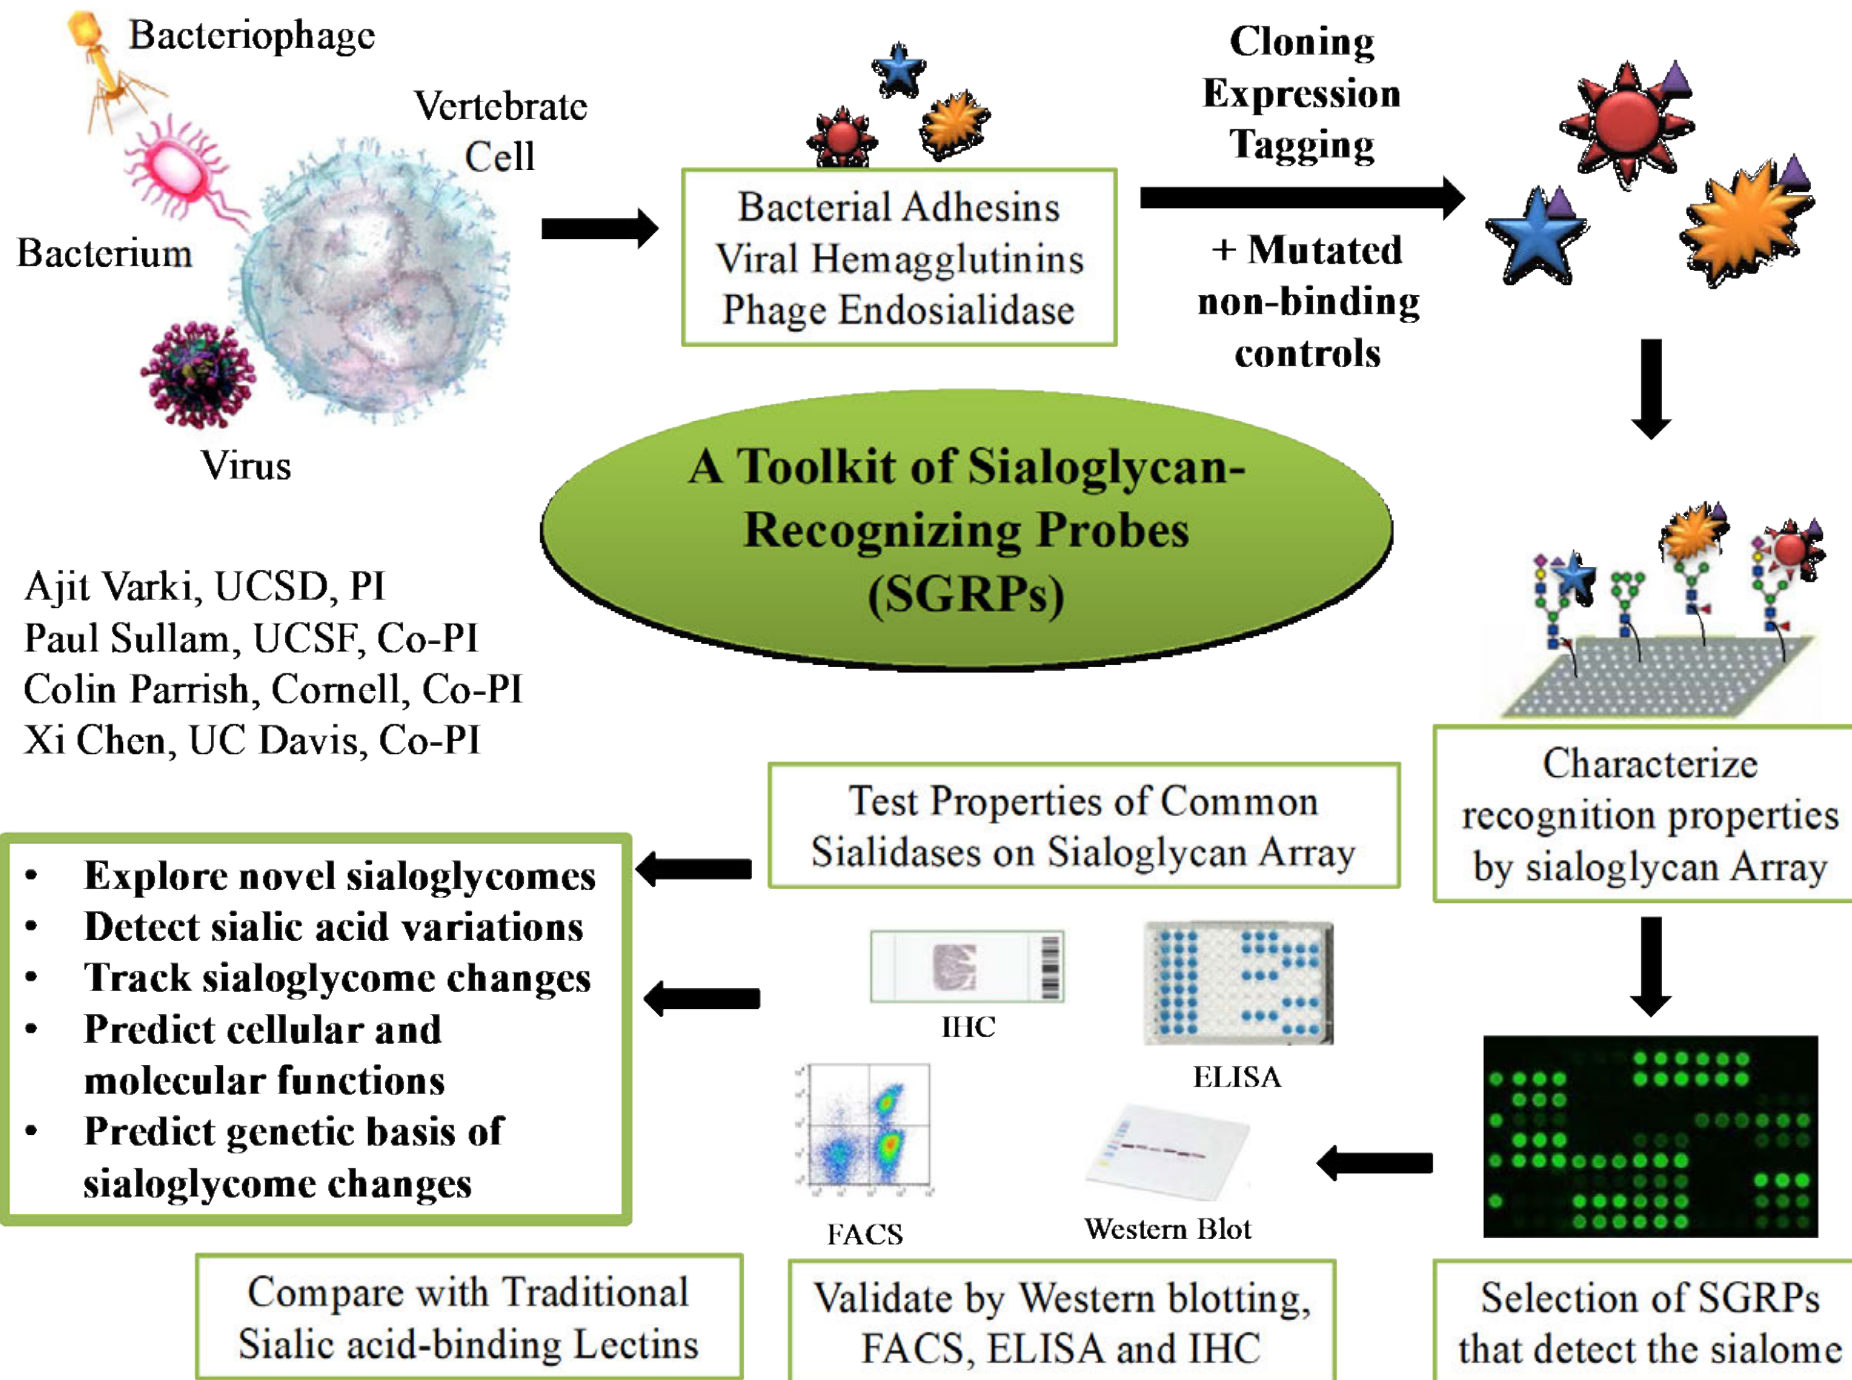 Bacteriophage
Vertebrate
Cell
Bacterium
Virus
Bacterial Adhesins
Viral Hemagglutinins
Phage Endosialidase
Cloning
Expression
Tagging
+ Mutated
non-binding
controls
A Toolkit of Sialoglycan-
Recognizing Probes
(SGRPs)
Ajit Varki, UCSD, PI
Paul Sullam, UCSF, Co-PI
Colin Parrish, Cornell, Co-PI
Xi Chen, UC Davis, Co-PI
Characterize
recognition properties
by sialoglycan Array
Test Properties of Common
Sialidases on Sialoglycan Array
• Explore novel sialoglycomes
• Detect sialic acid variations
• Track sialoglycome changes
• Predict cellular and
molecular functions
• Predict genetic basis of
sialoglycome changes
IHC
ELISA
FACS
Western Blot
Compare with Traditional
Sialic acid-binding Lectins
Validate by Western blotting,
FACS, ELISA and IHC
Selection of SGRPs
that detect the sialome